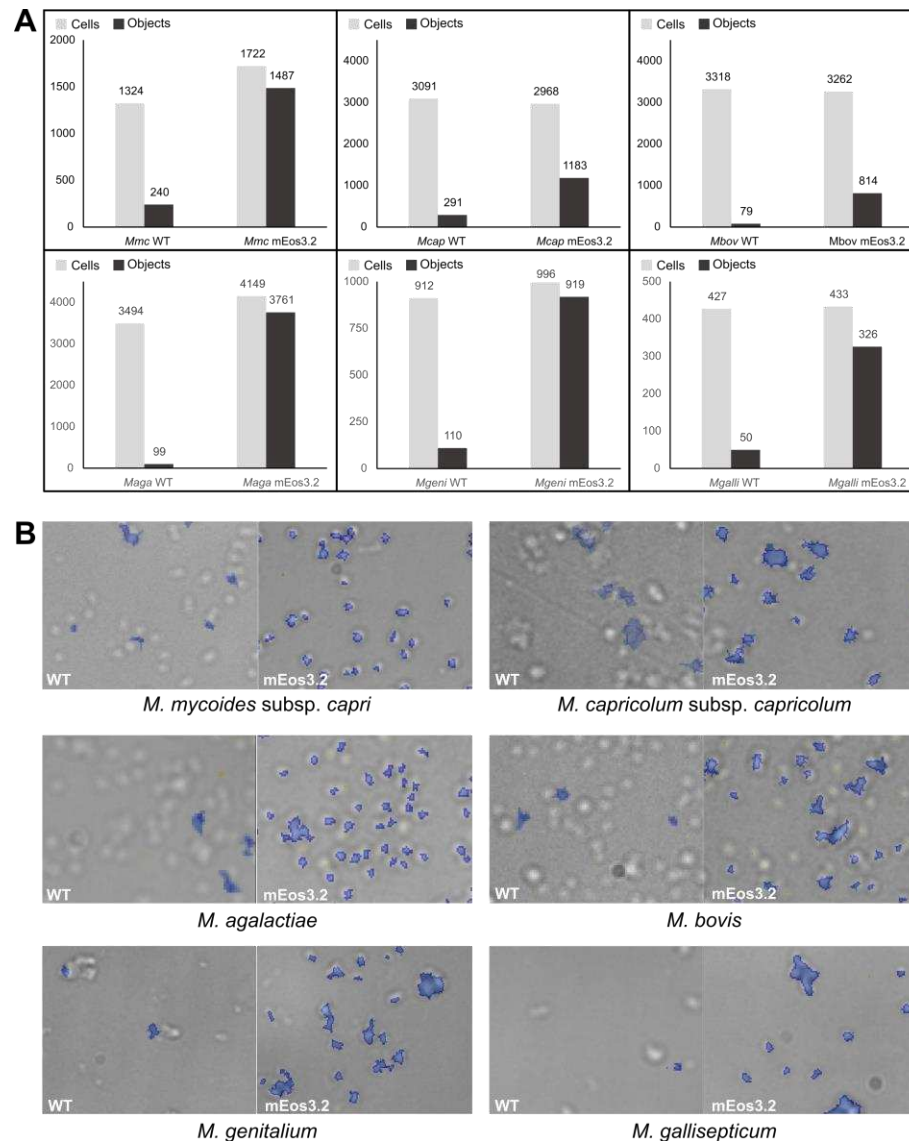 A
Cells Objects
2000
1500
1000
500
0
1324
240
1722
1487
Mmc WT Mmc mEos3.2
Cells Objects
4000
3000
2000
1000
0
3091
291
2968
1183
Mcap WT Mcap mEos3.2
Cells Objects
4000
3000
2000
1000
0
3318
79
3262
814
Mbov WT Mbov mEos3.2
Cells Objects
4000
3000
2000
1000
0
3494
99
4149
3761
Maga WT Maga mEos3.2
Cells Objects
1000
750
500
250
0
912
110
996
919
Mgeni WT Mgeni mEos3.2
Cells Objects
500
400
300
200
100
0
427
50
433
326
Mgalli WT Mgalli mEos3.2
B
WT mEos3.2
M. mycoides subsp. capri
WT mEos3.2
M. capricolum subsp. capricolum
WT mEos3.2
M. agalactiae
WT mEos3.2
M. bovis
WT mEos3.2
M. genitalium
WT mEos3.2
M. gallisepticum